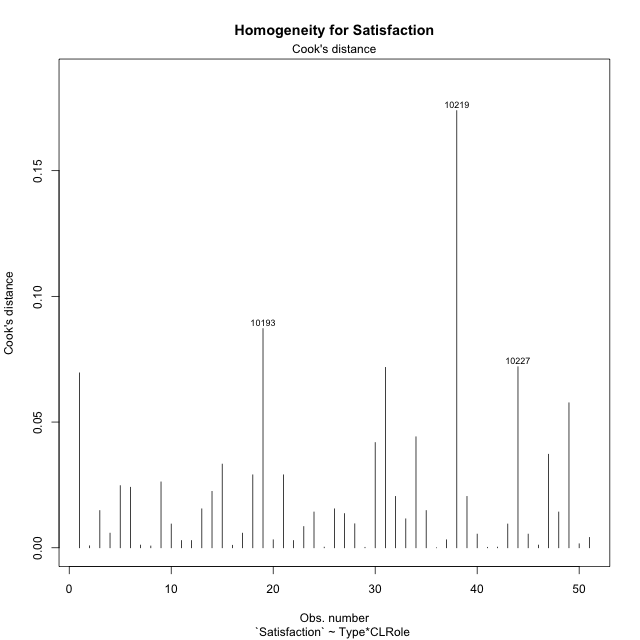 Homogeneity for Satisfaction
Cook's distance
10219
0.15
0.10
Cook's distance
10193
10227
0.05
0.00
0 10 20 30 40 50
Obs. number
`Satisfaction` ~ Type*CLRole